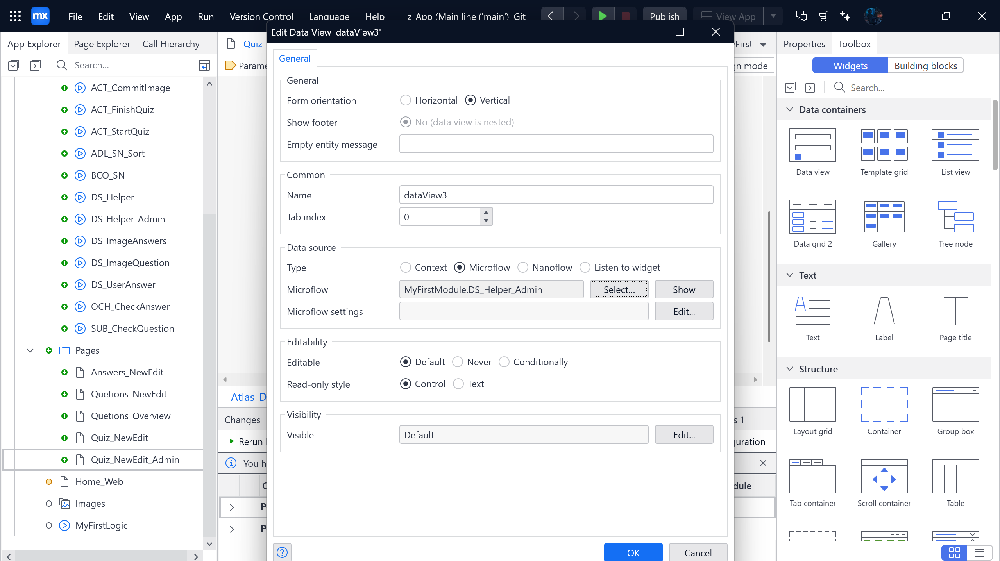 mx
File
Edit
View
App
Run
Version Control
Language
Help
z_App (Main line ('main'), Git
Publish
View App
App Explorer
Page Explorer
Call Hierarchy
Search...
ACT_CommitImage
ACT_FinishQuiz
ACT_StartQuiz
ADL_SN_Sort
BCO_SN
DS_Helper
DS_Helper_Admin
DS_ImageAnswers
DS_ImageQuestion
DS_UserAnswer
OCH_CheckAnswer
SUB_CheckQuestion
Pages
Answers_NewEdit
Quetions_NewEdit
Quetions_Overview
Quiz_NewEdit
Quiz_NewEdit_Admin
Home_Web
Images
MyFirstLogic
Quiz_
Parame
Atlas_D
Changes
Rerun
You h
Edit Data View 'dataView3'
General
General
Form orientation
Horizontal
Vertical
Show footer
No (data view is nested)
Empty entity message
Common
Name
dataView3
Tab index
0
Data source
Type
Context
Microflow
Nanoflow
Listen to widget
Microflow
MyFirstModule.DS_Helper_Admin
Select...
Show
Microflow settings
Edit...
Editability
Editable
Default
Never
Conditionally
Read-only style
Control
Text
Visibility
Visible
Default
Edit...
OK
Cancel
yFirst
gn mode
s 1
guration
dule
Properties
Toolbox
Widgets
Building blocks
Search...
Data containers
Data view
Template grid
List view
Data grid 2
Gallery
Tree node
Text
Text
Label
Page title
Structure
Layout grid
Container
Group box
Tab container
Scroll container
Table